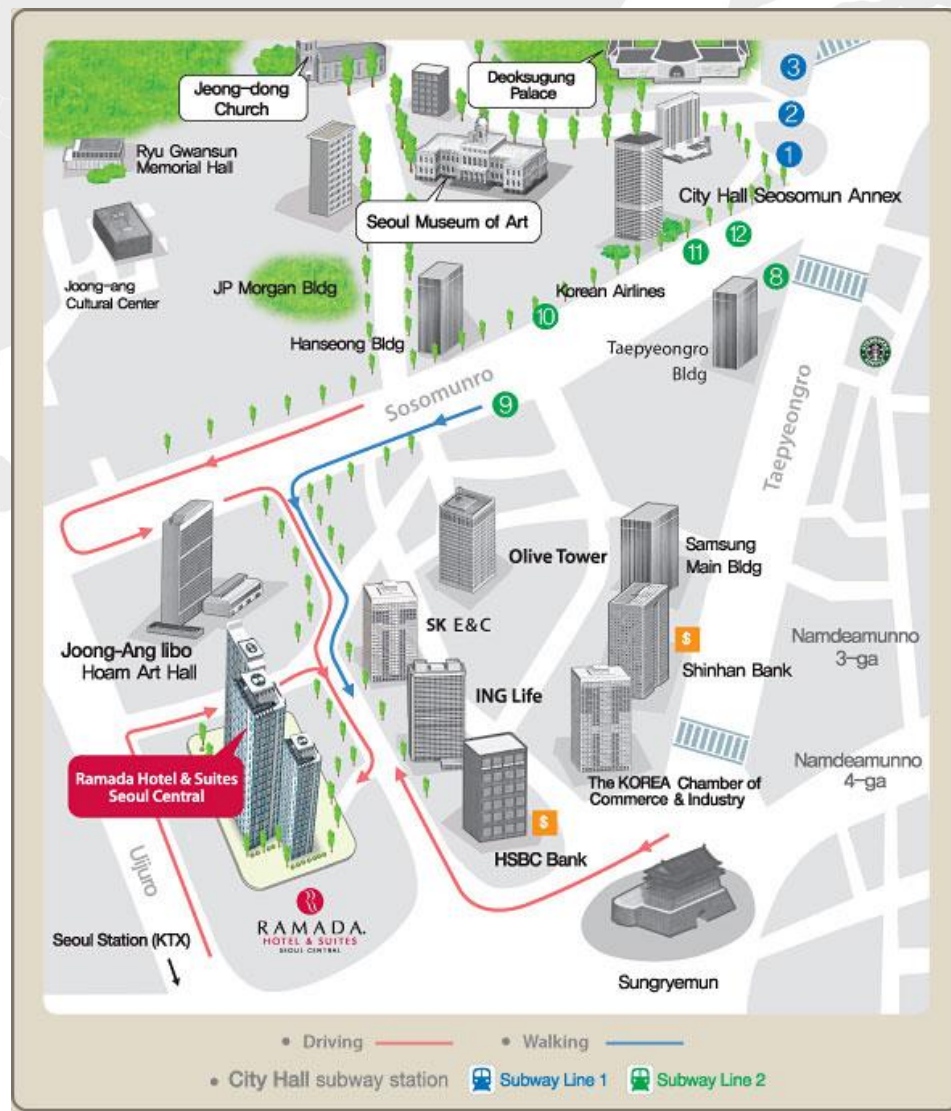 Jeong-dong
Church
Deoksugung
Palace
3
2
1
Ryu Gwansun
Memorial Hall
Seoul Museum of Art
City Hall Seosomun Annex
12
11
8
Joong-ang
Cultural Center
JP Morgan Bldg
Korean Airlines
10
Hanseong Bldg
Taepyeongro
Bldg
Sosomunro
9
Taepyeongro
Olive Tower
Samsung
Main Bldg
SK E&C
Joong-Ang libo
Hoam Art Hall
$
Shinhan Bank
Namdeamunno
3-ga
ING Life
Ramada Hotel & Suites
Seoul Central
The KOREA Chamber of
Commerce & Industry
Namdeamunno
4-ga
$
HSBC Bank
Uijuro
RAMADA.
HOTEL & SUITES
SEOUL CENTRAL
Seoul Station (KTX)
Sungryemun
• Driving
• Walking
• City Hall subway station
Subway Line 1
Subway Line 2